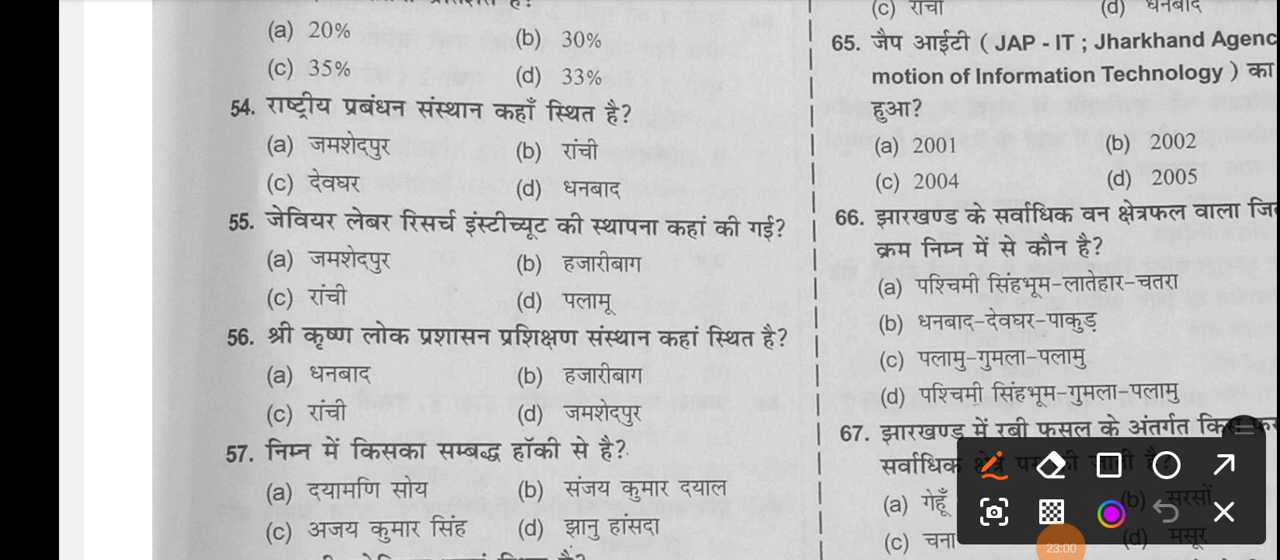 (a) 20%
(b) 30%
(c) 35%
(d) 33%
54. राष्ट्रीय प्रबंधन संस्थान कहाँ स्थित है?
(a) जमशेदपुर
(b) रांची
(c) देवघर
(d) धनबाद
55. जेवियर लेबर रिसर्च इंस्टीच्यूट की स्थापना कहां की गई?
(a) जमशेदपुर
(b) हजारीबाग
(c) रांची
(d) पलामू
56. श्री कृष्ण लोक प्रशासन प्रशिक्षण संस्थान कहां स्थित है?
(a) धनबाद
(b) हजारीबाग
(c) रांची
(d) जमशेदपुर
57. निम्न में किसका सम्बद्ध हॉकी से है?
(a) दयामणि सोय
(b) संजय कुमार दयाल
(c) अजय कुमार सिंह
(d) झानु हांसदा
(c) रांची
(d) धनबाद
65. जैप आईटी ( JAP - IT ; Jharkhand Agenc
motion of Information Technology ) का
हुआ?
(a) 2001
(b) 2002
(c) 2004
(d) 2005
66. झारखण्ड के सर्वाधिक वन क्षेत्रफल वाला जि
क्रम निम्न में से कौन है?
(a) पश्चिमी सिंहभूम-लातेहार-चतरा
(b) धनबाद-देवघर-पाकुड़
(c) पलामु-गुमला-पलामु
(d) पश्चिमी सिंहभूम-गुमला-पलामु
67. झारखण्ड में रबी फसल के अंतर्गत किस
सर्वाधिक क्षेत्र पर की जाती है?
(a) गेहूँ
(b) सरसों
(c) चना
(d) मसूर
23:00